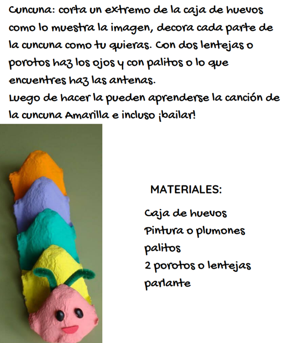 Cuncuna: corta un extremo de la caja de huevos
como lo muestra la imagen, decora cada parte de
la cuncuna como tu quieras. Con dos lentejas o
porotos haz los ojos y con palitos o lo que
encuentres haz las antenas.
Luego de hacer la pueden aprenderse la canción de
la cuncuna Amarilla e incluso ¡bailar!
MATERIALES:
Caja de huevos
Pintura o plumones
palitos
2 porotos o lentejas
parlante